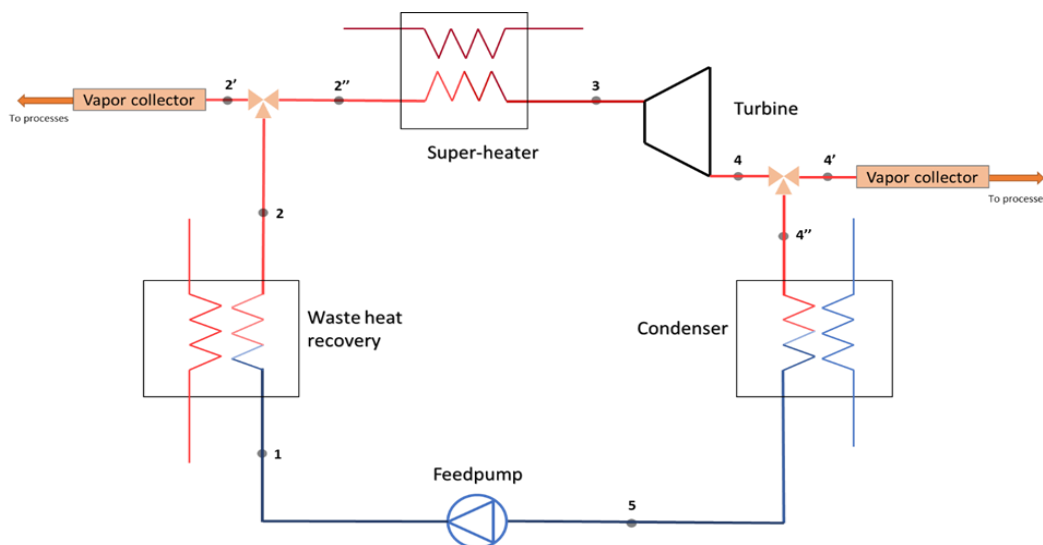 2'
2''
3
Vapor collector
To processes
Super-heater
Turbine
4
4'
Vapor collector
To processe
2
4''
Waste heat
recovery
Condenser
1
Feedpump
5